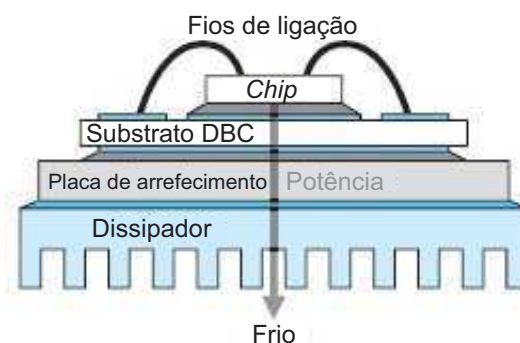 Fios de ligação
Chip
Substrato DBC
Placa de arrefecimento Potência
Dissipador
Frio